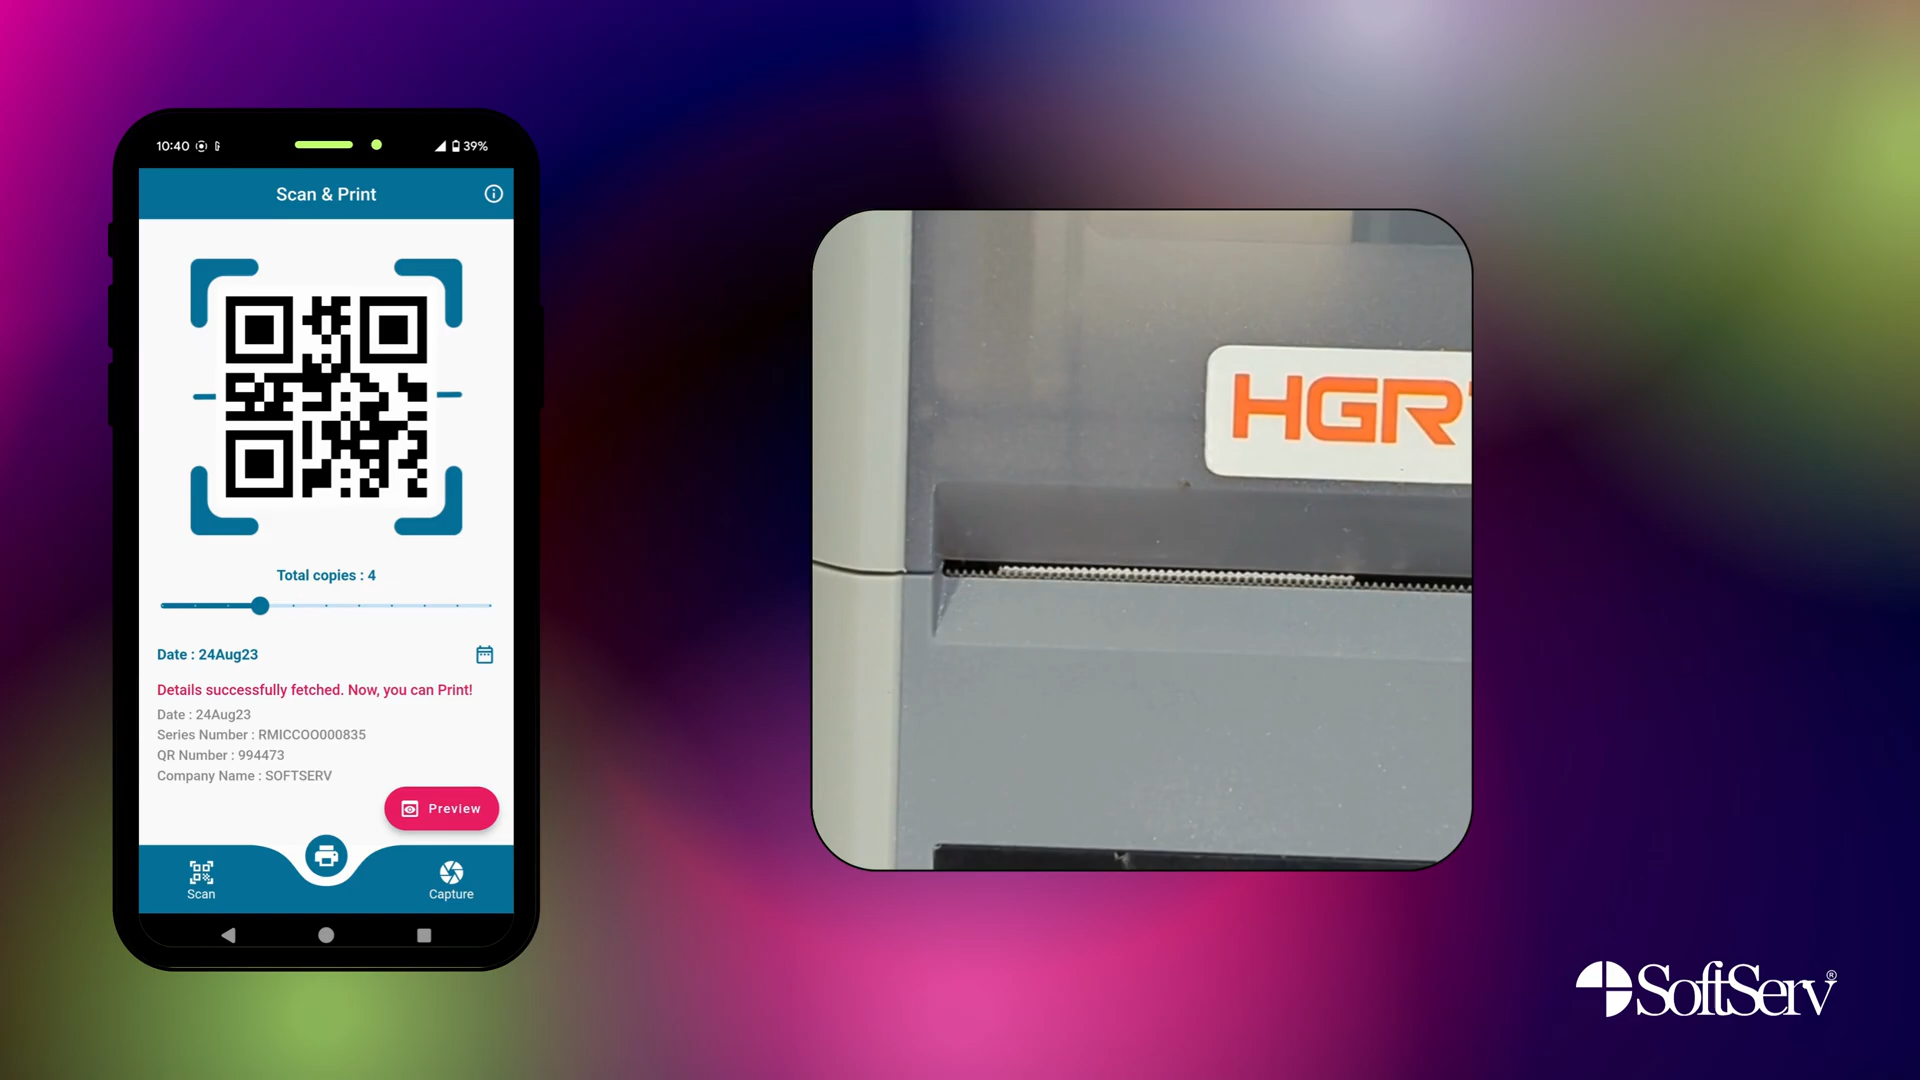 10:40
39%
Scan & Print
Total copies : 4
Date : 24Aug23
Details successfully fetched. Now, you can Print!
Date : 24Aug23
Series Number : RMICCOO000835
QR Number : 994473
Company Name : SOFTSERV
Preview
Scan
Capture
HGR
SoftServ®